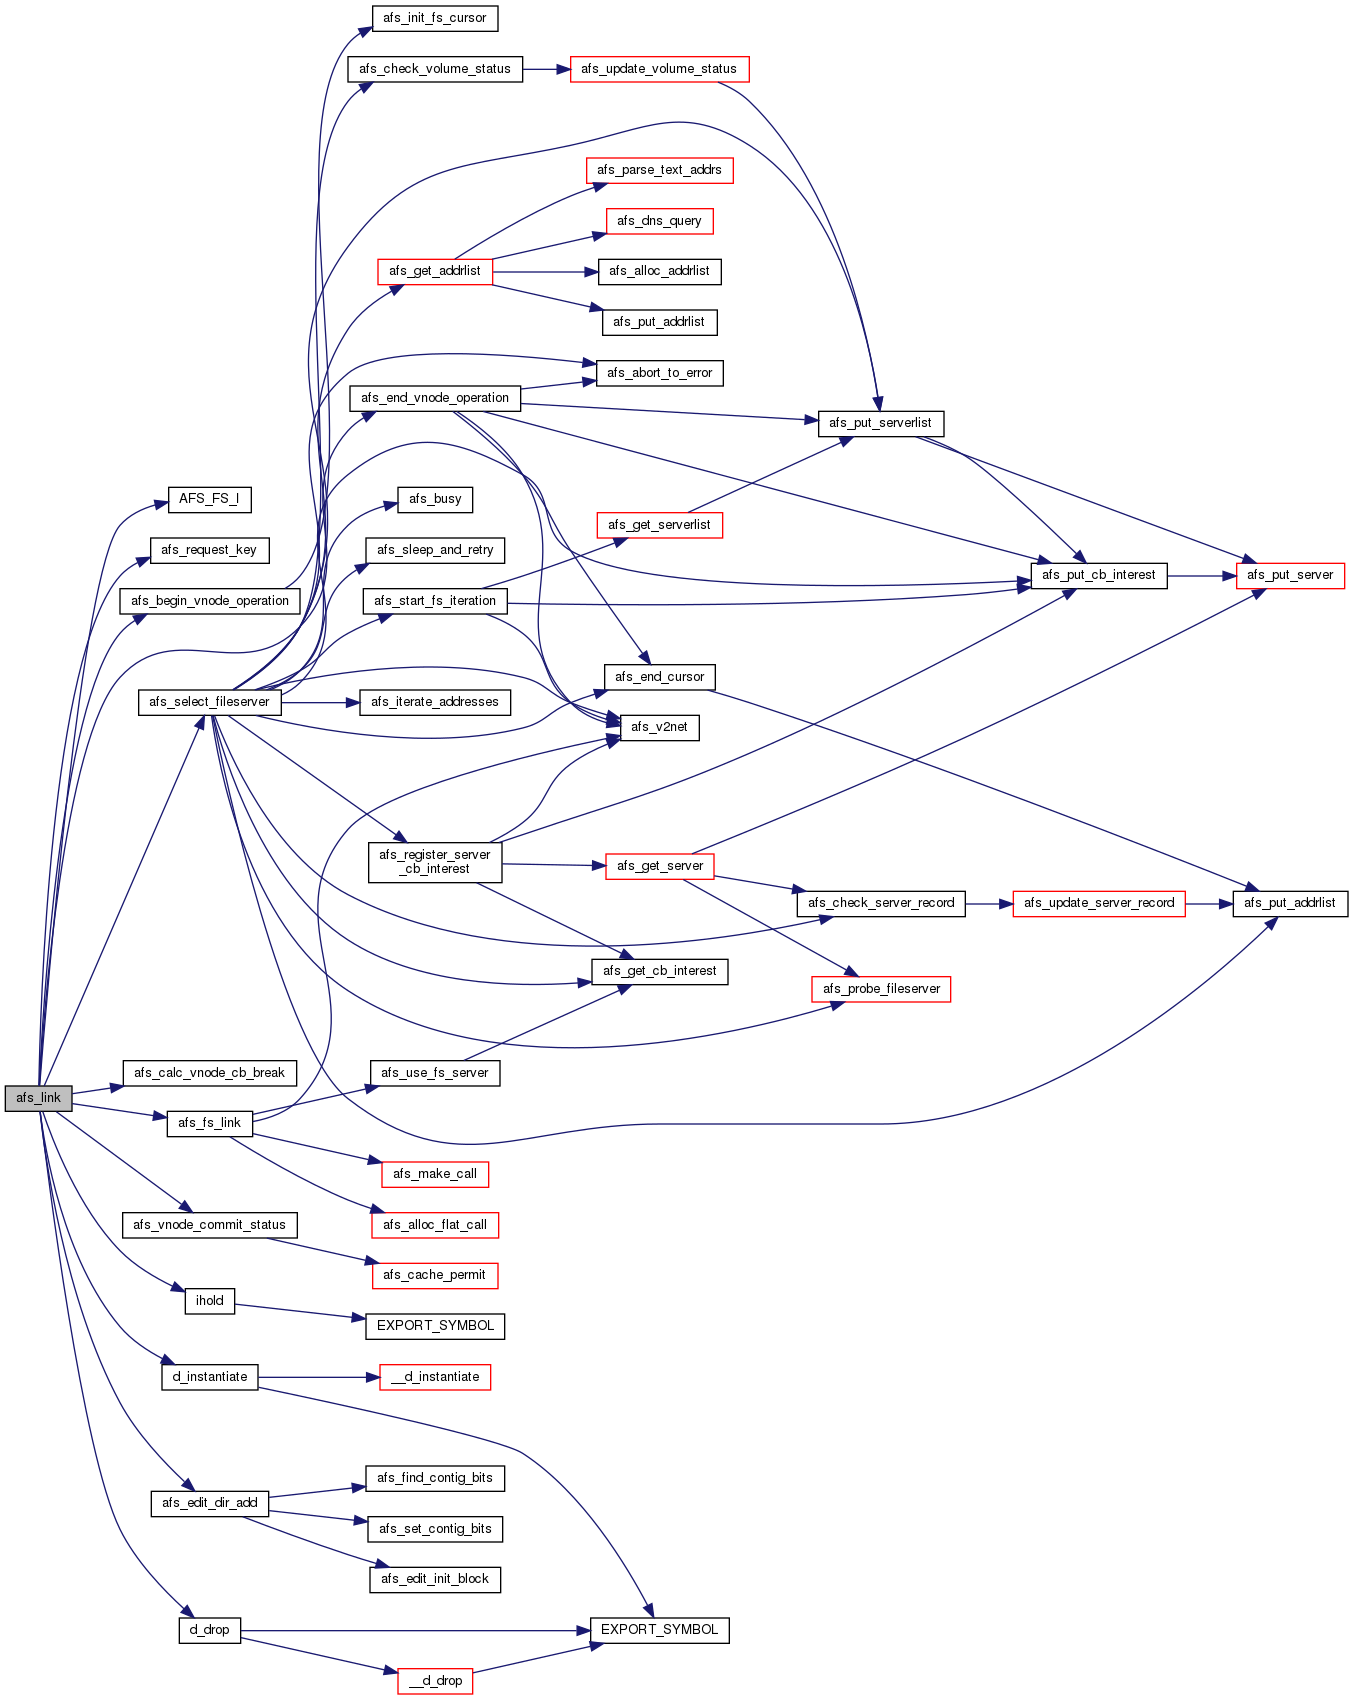 afs_init_fs_cursor
afs_check_volume_status
afs_update_volume_status
afs_parse_text_addrs
afs_dns_query
afs_get_addrlist
afs_alloc_addrlist
afs_put_addrlist
afs_abort_to_error
afs_end_vnode_operation
afs_put_serverlist
AFS_FS_I
afs_busy
afs_get_serverlist
afs_request_key
afs_sleep_and_retry
afs_put_cb_interest
afs_put_server
afs_begin_vnode_operation
afs_start_fs_iteration
afs_end_cursor
afs_select_fileserver
afs_iterate_addresses
afs_v2net
afs_register_server
_cb_interest
afs_get_server
afs_check_server_record
afs_update_server_record
afs_put_addrlist
afs_get_cb_interest
afs_probe_fileserver
afs_calc_vnode_cb_break
afs_use_fs_server
afs_link
afs_fs_link
afs_make_call
afs_vnode_commit_status
afs_alloc_flat_call
afs_cache_permit
ihold
EXPORT_SYMBOL
d_instantiate
__d_instantiate
afs_find_contig_bits
afs_edit_dir_add
afs_set_contig_bits
afs_edit_init_block
d_drop
EXPORT_SYMBOL
__d_drop